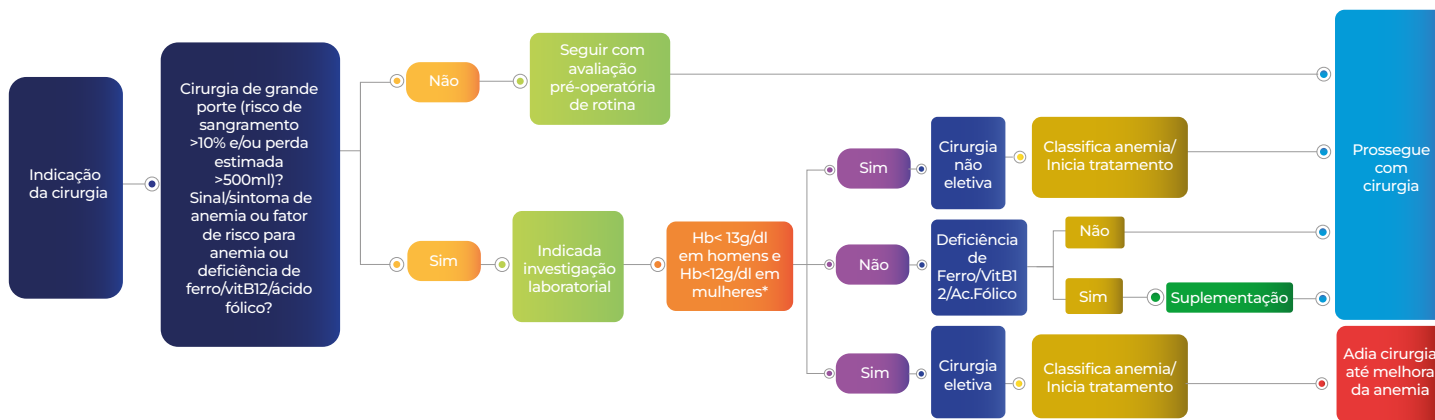 Indicação
da cirurgia
Cirurgia de grande
porte (risco de
sangramento
>10% e/ou perda
estimada
>500ml)?
Sinal/sintoma de
anemia ou fator
de risco para
anemia ou
deficiência de
ferro/vitB12/ácido
fólico?
Não
Seguir com
avaliação
pré-operatória
de rotina
Sim
Indicada
investigação
laboratorial
Hb< 13g/dl
em homens e
Hb<12g/dl em
mulheres*
Sim
Cirurgia
não
eletiva
Classifica anemia/
Inicia tratamento
Não
Deficiência
de
Ferro/VitB1
2/Ac.Fólico
Não
Sim
Suplementação
Prossegue
com
cirurgia
Sim
Cirurgia
eletiva
Classifica anemia/
Inicia tratamento
Adia cirurgia
até melhora
da anemia